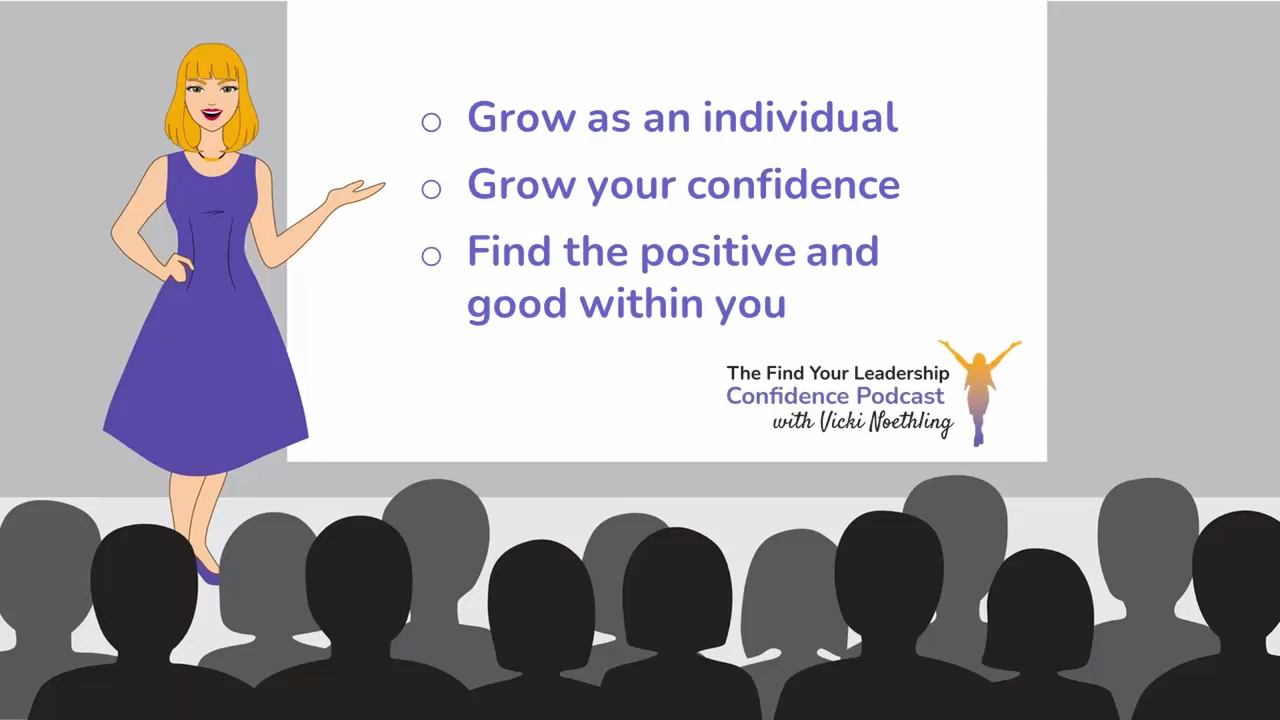 Grow as an individual
Grow your confidence
Find the positive and
good within you
The Find Your Leadership
Confidence Podcast
with Vicki Noethling